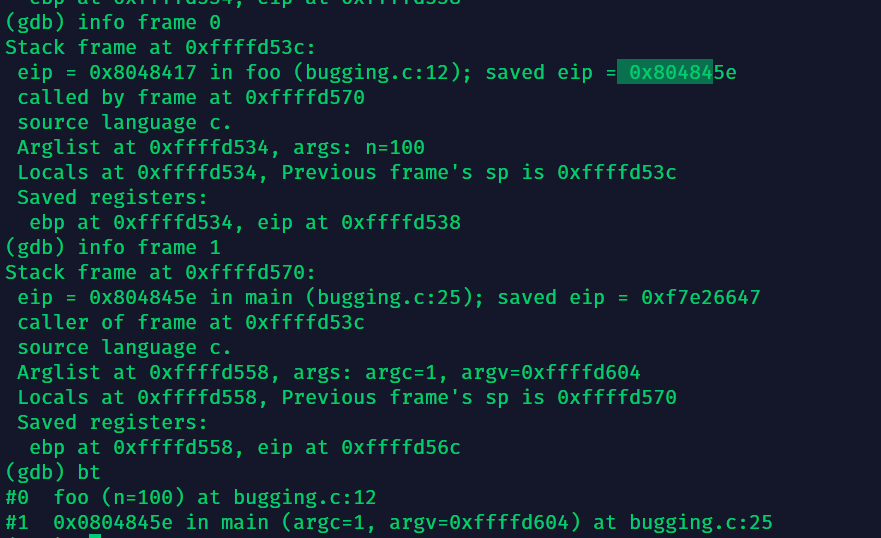 ebp at 0xffffd534, eip at 0xffffd538
(gdb) info frame 0
Stack frame at 0xffffd53c:
 eip = 0x8048417 in foo (bugging.c:12); saved eip = 0x804845e
 called by frame at 0xffffd570
 source language c.
 Arglist at 0xffffd534, args: n=100
 Locals at 0xffffd534, Previous frame's sp is 0xffffd53c
 Saved registers:
  ebp at 0xffffd534, eip at 0xffffd538
(gdb) info frame 1
Stack frame at 0xffffd570:
 eip = 0x804845e in main (bugging.c:25); saved eip = 0xf7e26647
 caller of frame at 0xffffd53c
 source language c.
 Arglist at 0xffffd558, args: argc=1, argv=0xffffd604
 Locals at 0xffffd558, Previous frame's sp is 0xffffd570
 Saved registers:
  ebp at 0xffffd558, eip at 0xffffd56c
(gdb) bt
#0  foo (n=100) at bugging.c:12
#1  0x0804845e in main (argc=1, argv=0xffffd604) at bugging.c:25